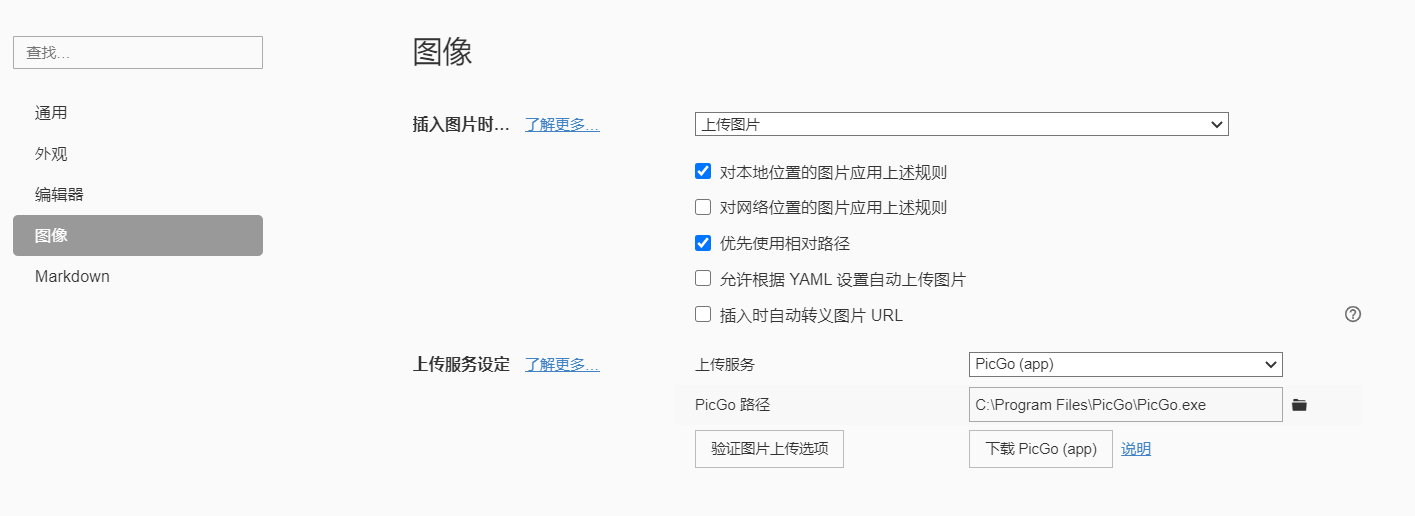 查找...
通用
外观
编辑器
图像
Markdown
图像
插入图片时... 了解更多... 上传图片
对本地位置的图片应用上述规则
对网络位置的图片应用上述规则
优先使用相对路径
允许根据 YAML 设置自动上传图片
插入时自动转义图片 URL
上传服务设定 了解更多... 上传服务 PicGo (app)
PicGo 路径 C:\Program Files\PicGo\PicGo.exe
验证图片上传选项 下载 PicGo (app) 说明